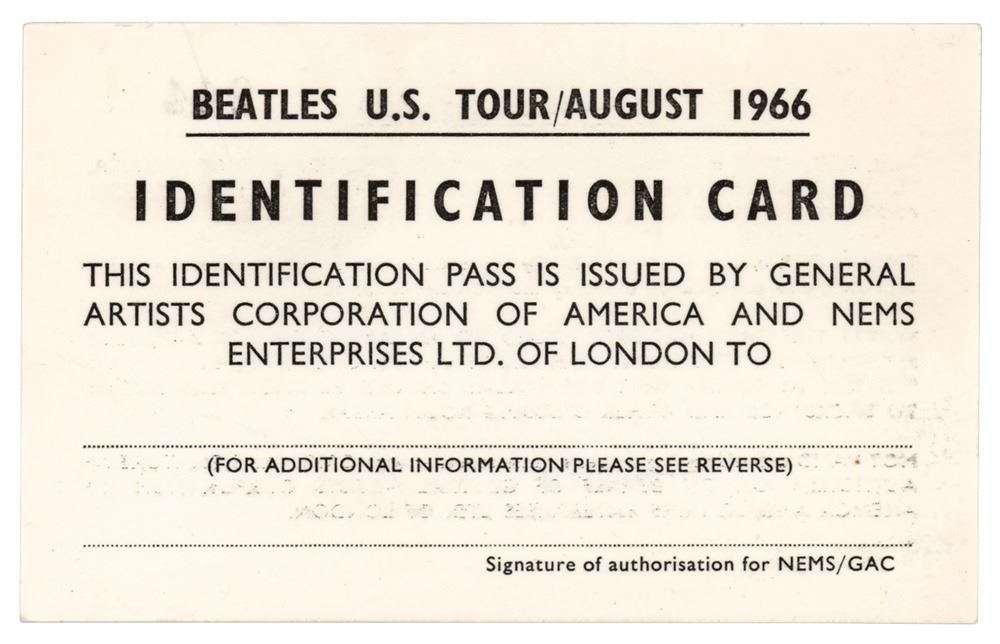 BEATLES U.S. TOUR/AUGUST 1966
IDENTIFICATION CARD
THIS IDENTIFICATION PASS IS ISSUED BY GENERAL
ARTISTS CORPORATION OF AMERICA AND NEMS
ENTERPRISES LTD. OF LONDON TO
(FOR ADDITIONAL INFORMATION PLEASE SEE REVERSE)
Signature of authorisation for NEMS/GAC